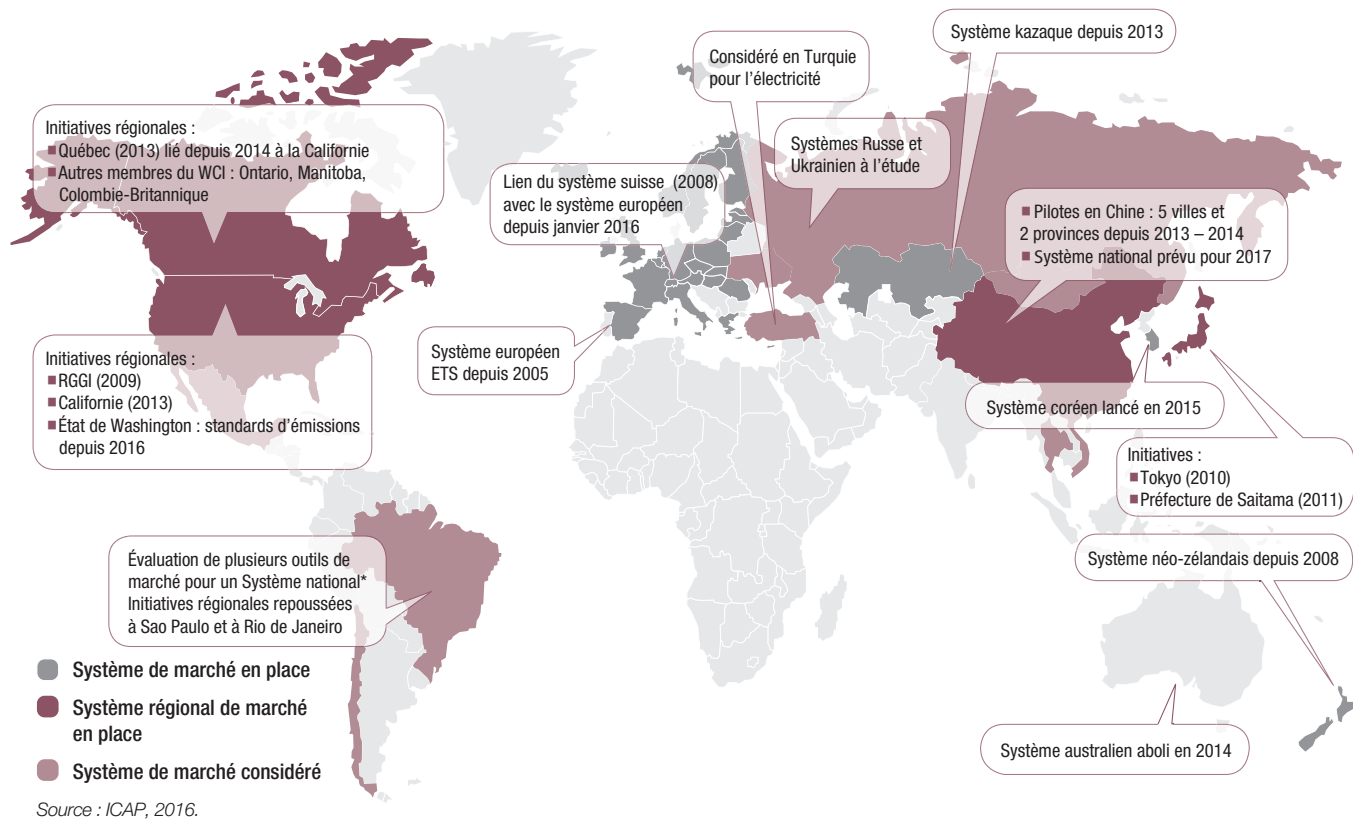 Système kazaque depuis 2013
Considéré en Turquie
pour l'électricité
Initiatives régionales :
■ Québec (2013) lié depuis 2014 à la Californie
■ Autres membres du WCI : Ontario, Manitoba,
Colombie-Britannique
Systèmes Russe et
Ukrainien à l'étude
Lien du système suisse (2008)
avec le système européen
depuis janvier 2016
■ Pilotes en Chine : 5 villes et
2 provinces depuis 2013 – 2014
■ Système national prévu pour 2017
Initiatives régionales :
■ RGGI (2009)
■ Californie (2013)
■ État de Washington : standards d'émissions
depuis 2016
Système européen
ETS depuis 2005
Système coréen lancé en 2015
Initiatives :
■ Tokyo (2010)
■ Préfecture de Saitama (2011)
Évaluation de plusieurs outils de
marché pour un Système national*
Initiatives régionales repoussées
à Sao Paulo et à Rio de Janeiro
Système néo-zélandais depuis 2008
Système australien aboli en 2014
Système de marché en place
Système régional de marché
en place
Système de marché considéré
Source : ICAP, 2016.